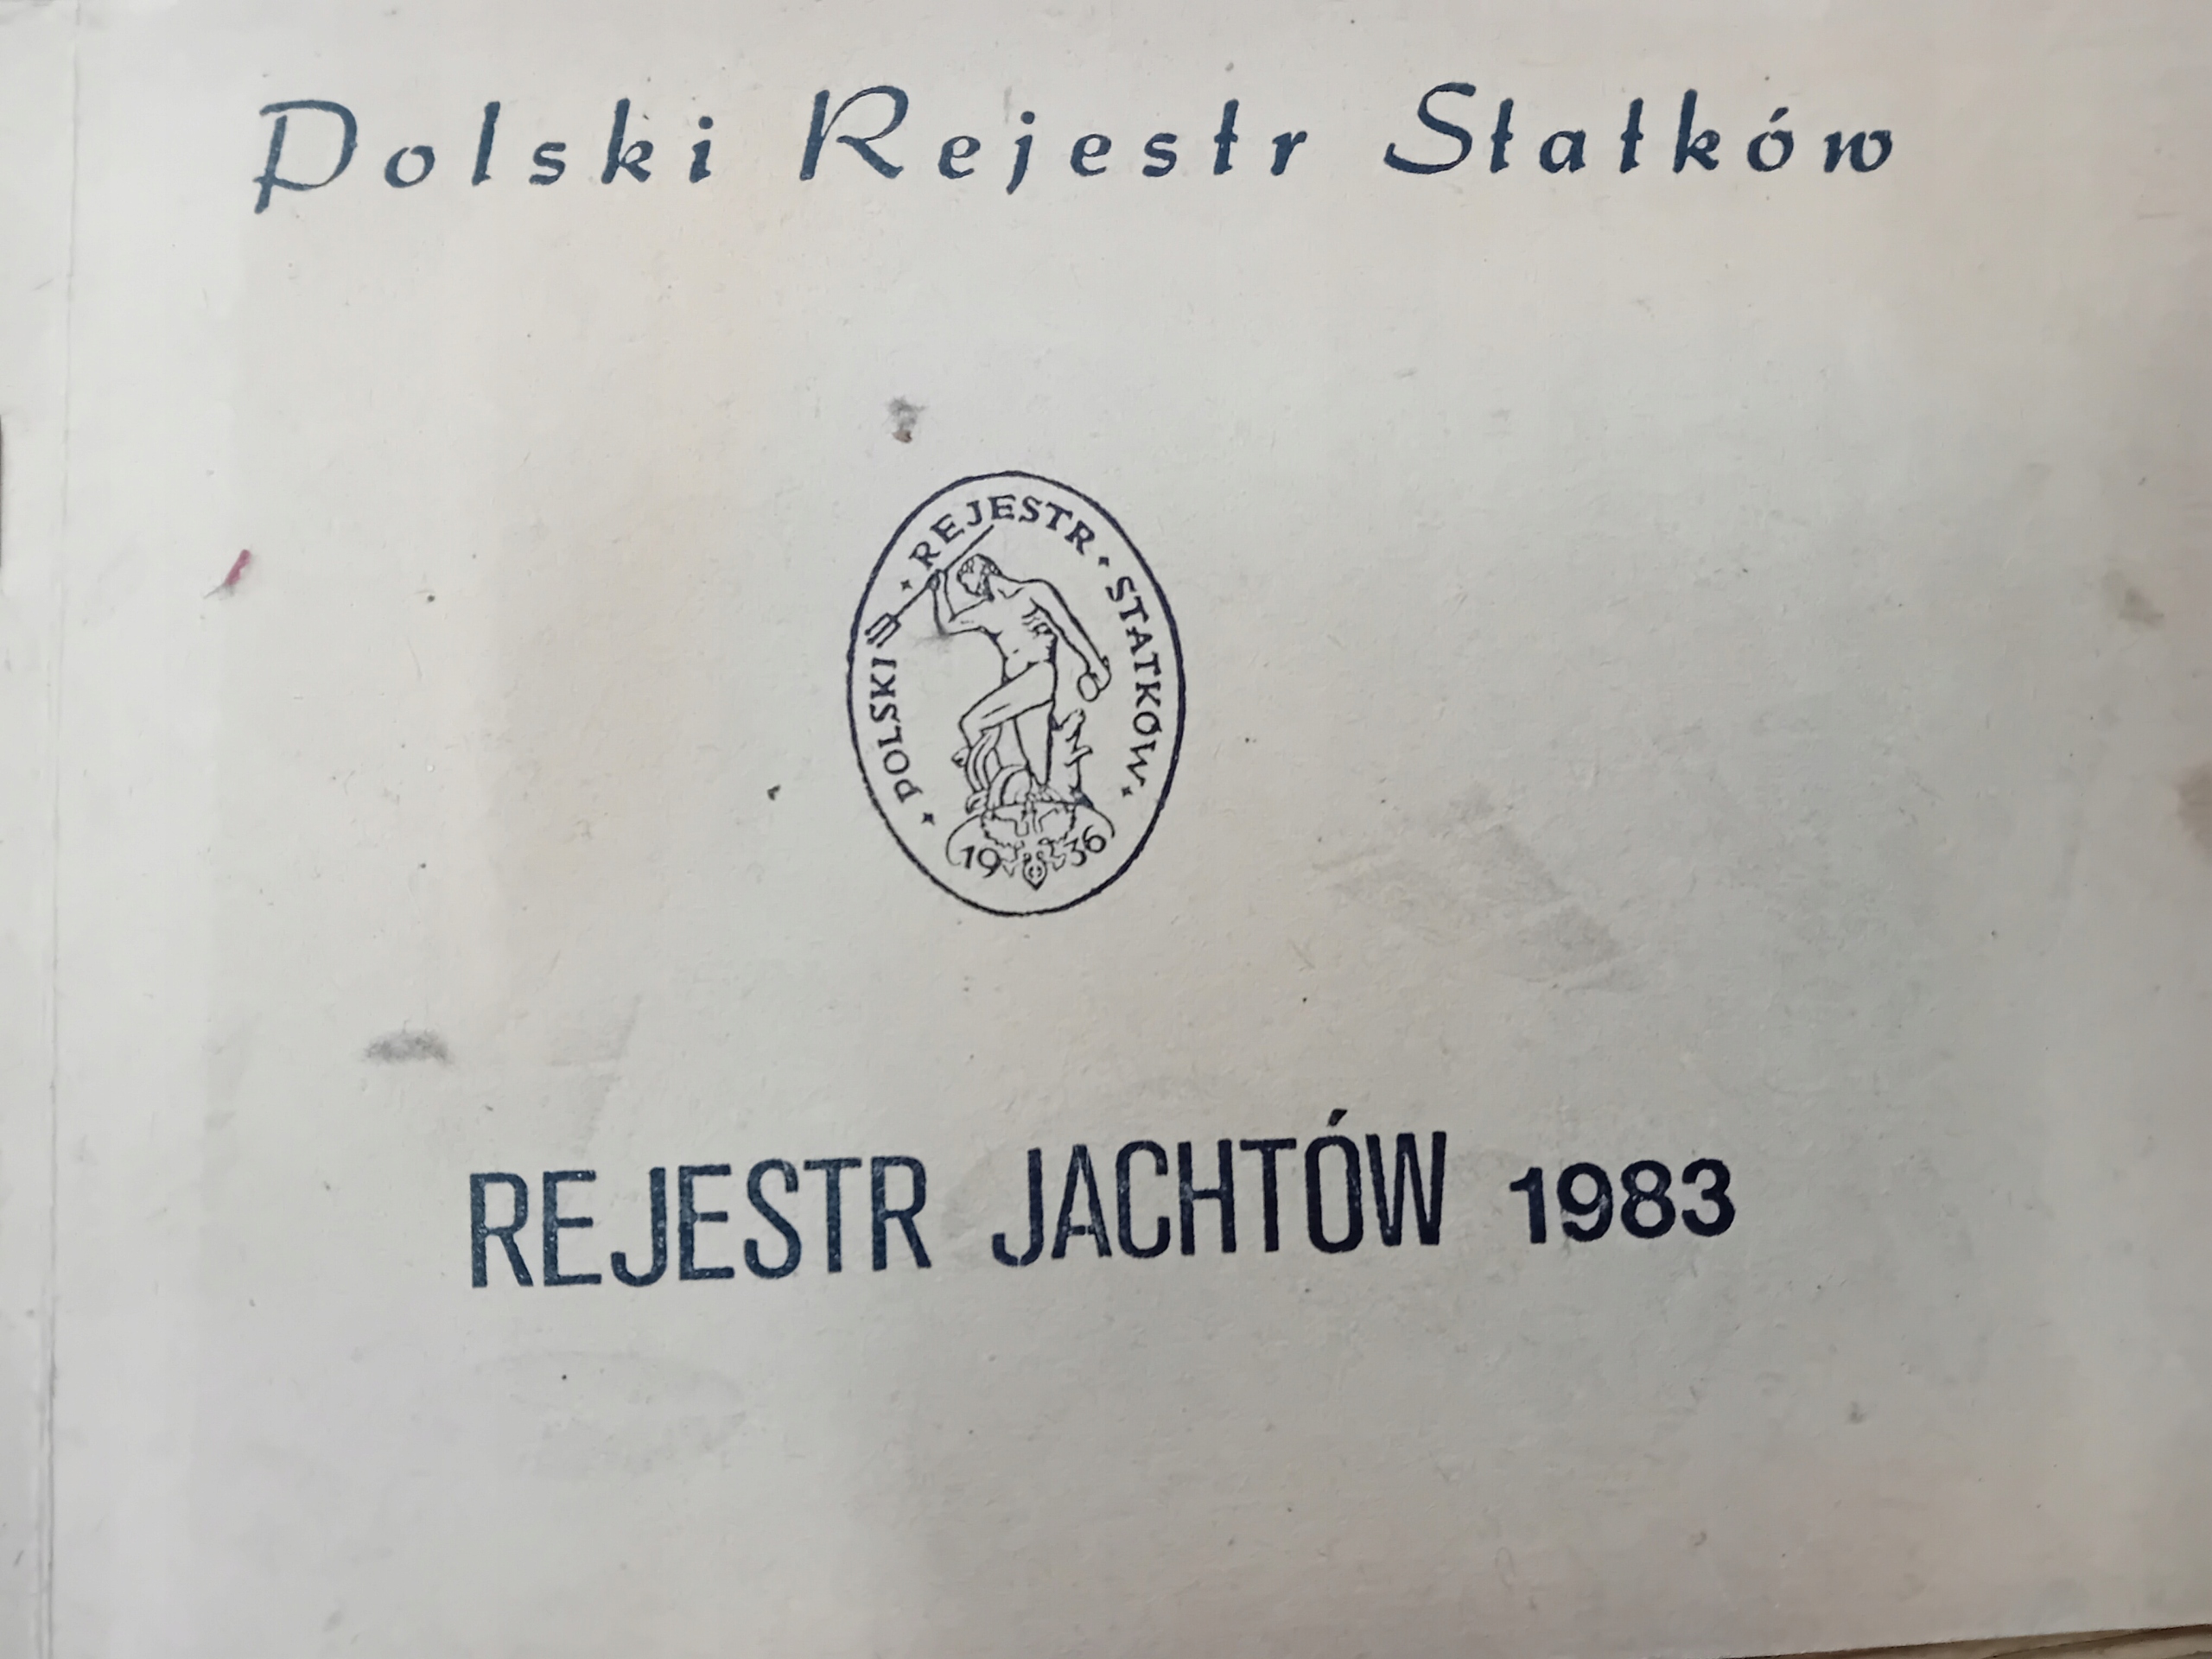 Polski Rejestr Statków
POLSKI · REJESTR · STATKÓW
1936
REJESTR JACHTÓW 1983